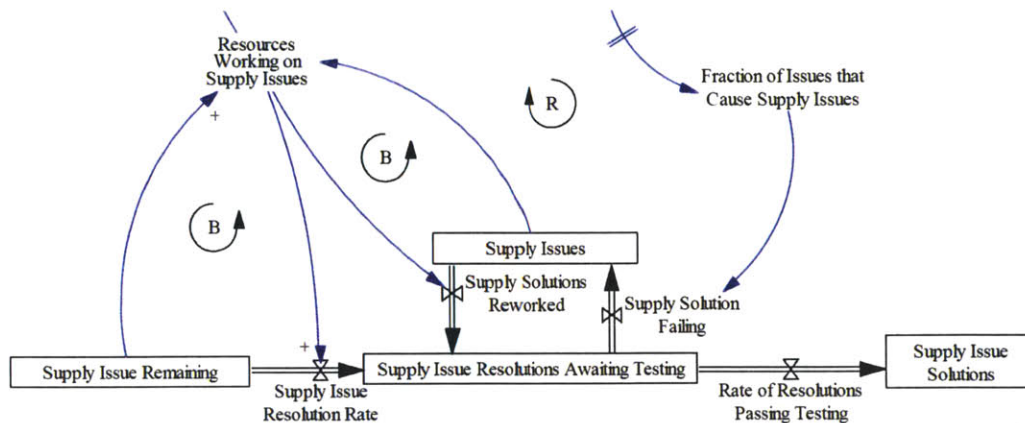 Resources
Working on
Supply Issues
Fraction of Issues that
Cause Supply Issues
R
B
+
B
Supply Issues
Supply Solutions
Reworked
Supply Solution
Failing
+
Supply Issue Remaining
Supply Issue Resolutions Awaiting Testing
Supply Issue
Solutions
Supply Issue
Resolution Rate
Rate of Resolutions
Passing Testing